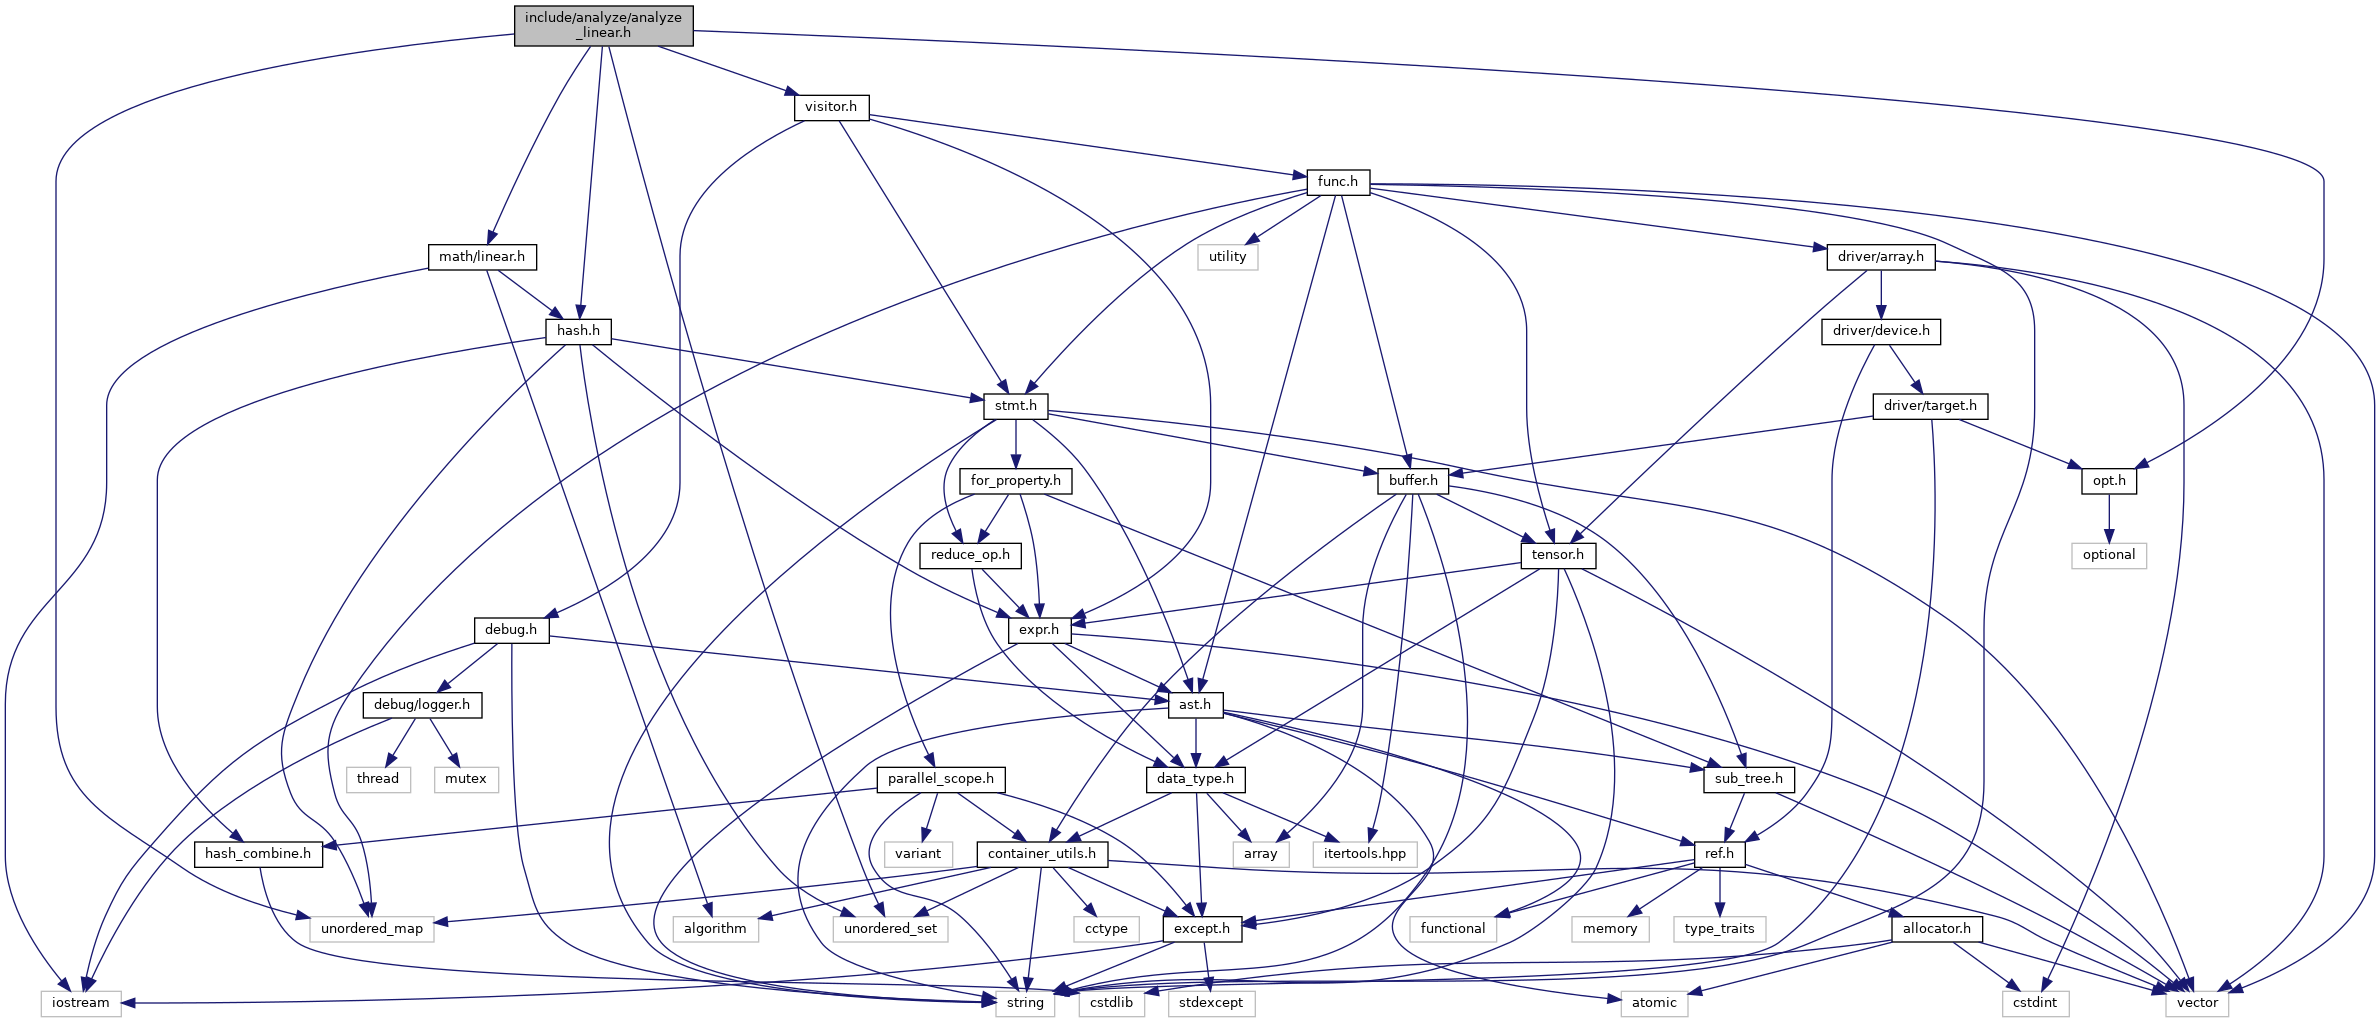 include/analyze/analyze
_linear.h
visitor.h
func.h
math/linear.h
utility
driver/array.h
hash.h
driver/device.h
stmt.h
driver/target.h
for_property.h
buffer.h
opt.h
reduce_op.h
tensor.h
optional
debug.h
expr.h
debug/logger.h
ast.h
thread
mutex
parallel_scope.h
data_type.h
sub_tree.h
hash_combine.h
variant
container_utils.h
array
itertools.hpp
ref.h
unordered_map
algorithm
unordered_set
cctype
except.h
functional
memory
type_traits
allocator.h
iostream
string
cstdlib
stdexcept
atomic
cstdint
vector